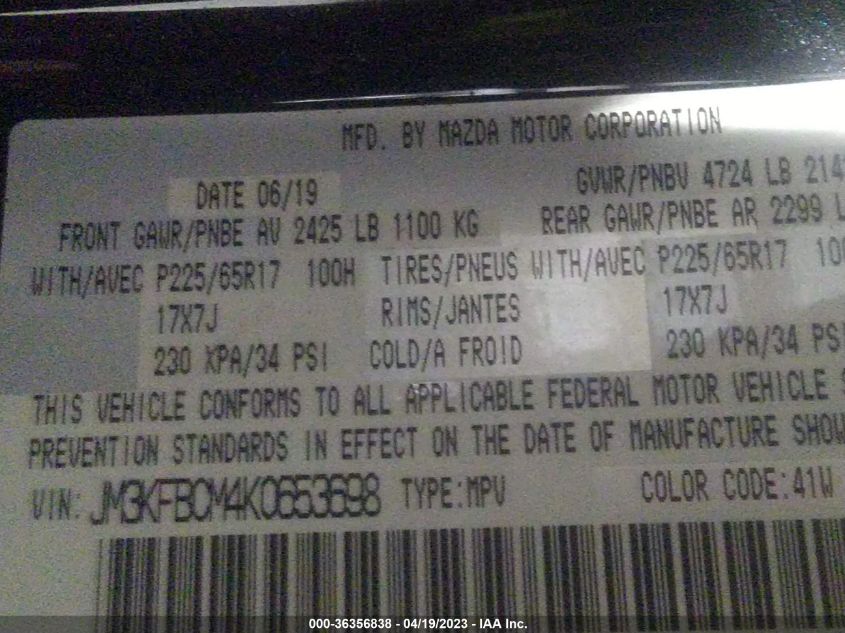 MFD. BY MAZDA MOTOR CORPORATION
DATE 06/19 GVWR/PNBV 4724 LB 214
FRONT GAWR/PNBE AV 2425 LB 1100 KG REAR GAWR/PNBE AR 2299 L
WITH/AVEC P225/65R17 100H TIRES/PNEUS WITH/AVEC P225/65R17 10
17X7J RIMS/JANTES 17X7J
230 KPA/34 PSI COLD/A FROID 230 KPA/34 PS
THIS VEHICLE CONFORMS TO ALL APPLICABLE FEDERAL MOTOR VEHICLE S
PREVENTION STANDARDS IN EFFECT ON THE DATE OF MANUFACTURE SHOW
VIN: JM3KFBCM4K0653698 TYPE:MPV COLOR CODE:41W
000-36356838 - 04/19/2023 - IAA Inc.